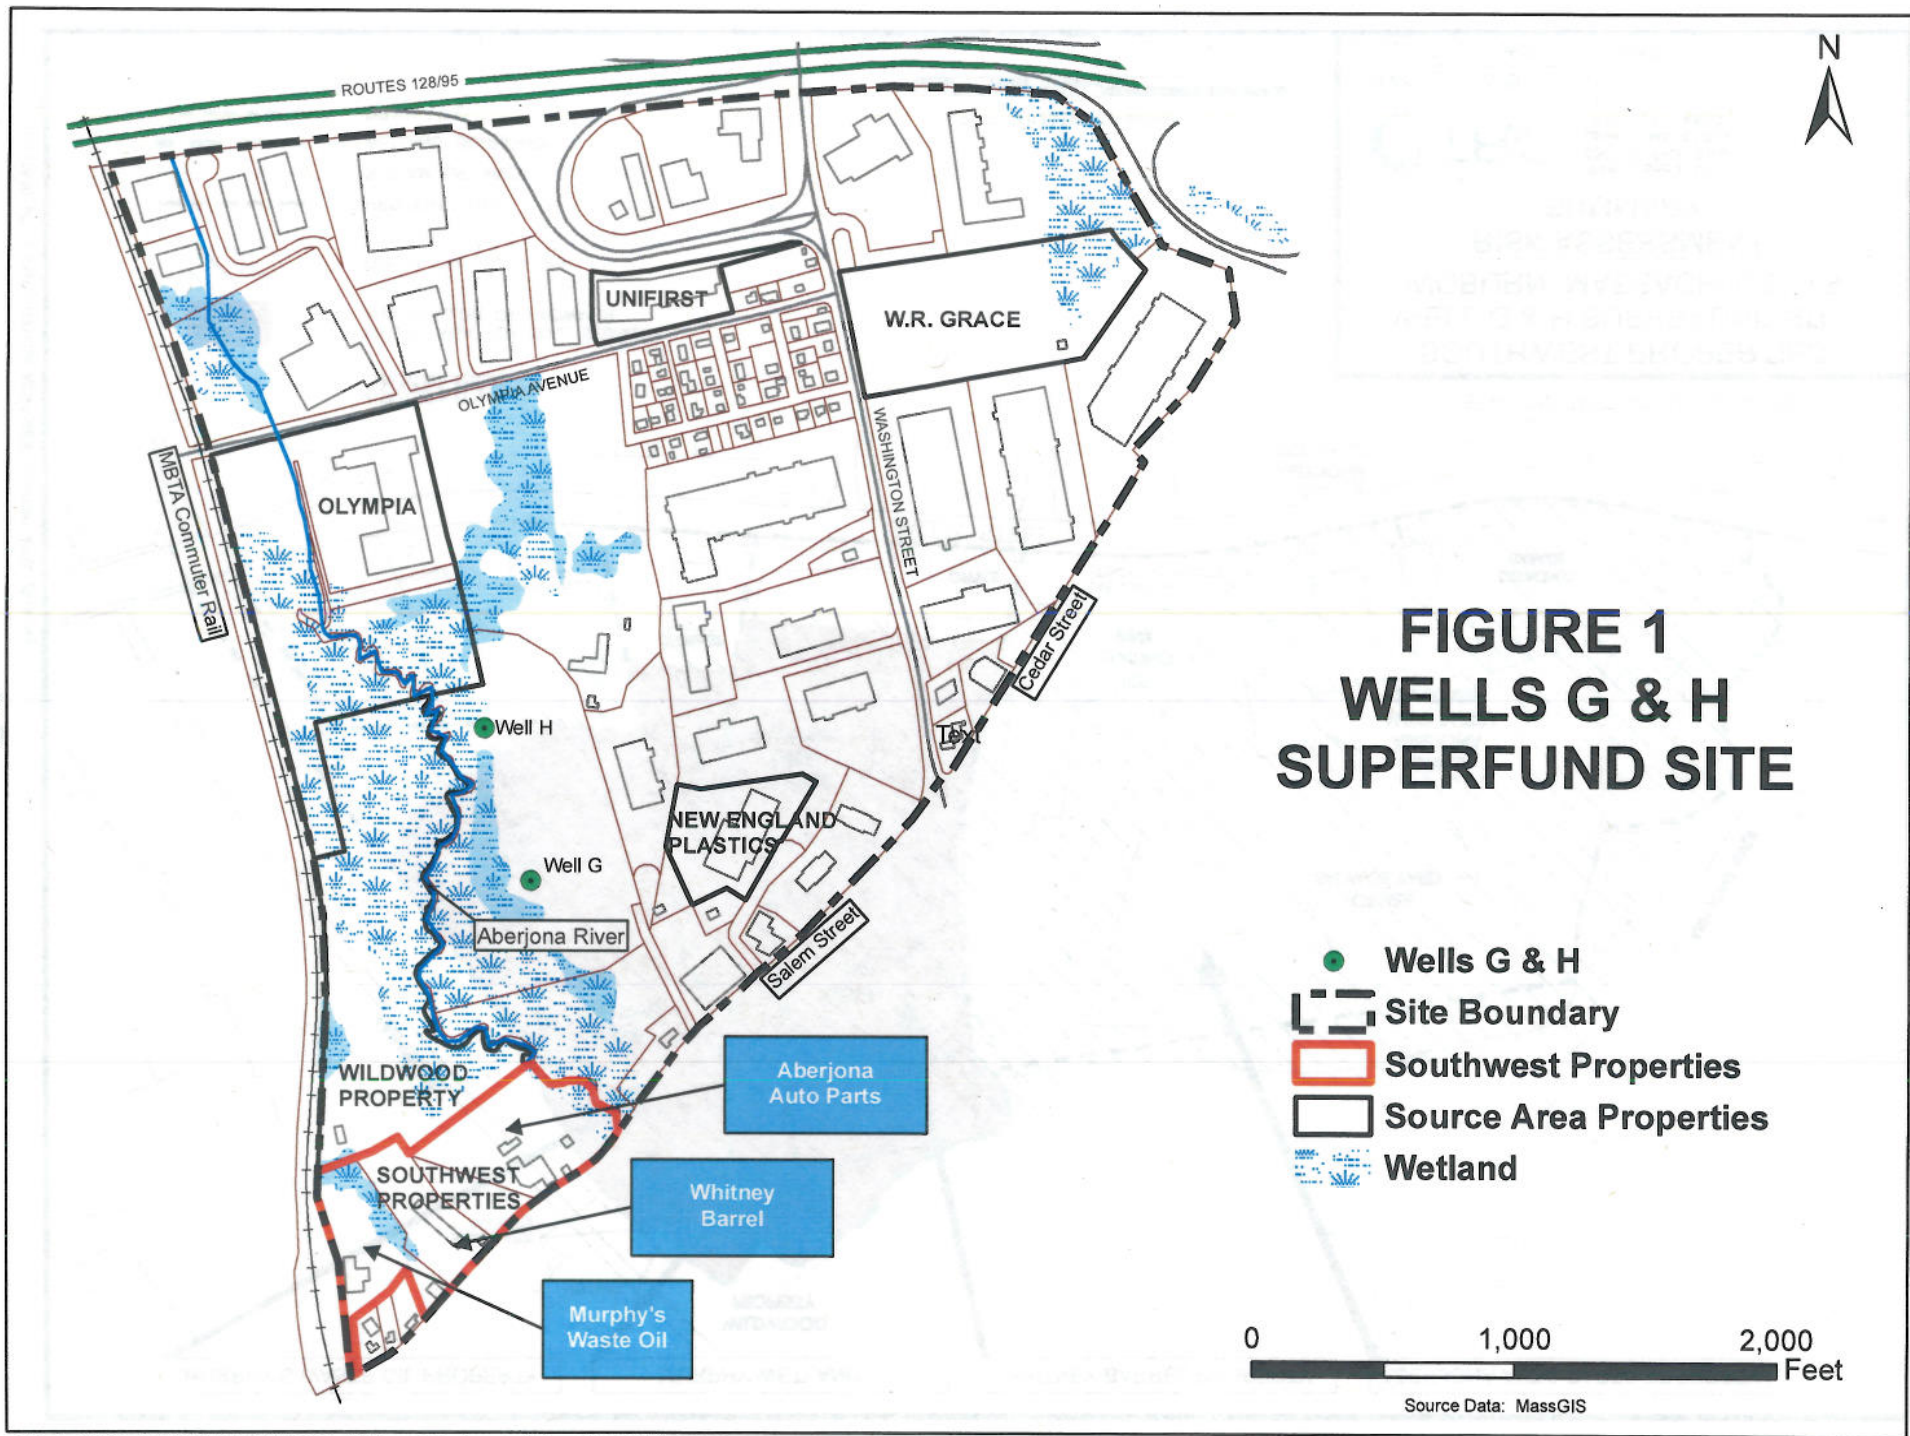 N
ROUTES 128/95
UNIFIRST
W.R. GRACE
OLYMPIA AVENUE
WASHINGTON STREET
MBTA Commuter Rail
OLYMPIA
Cedar Street
Well H
Text
NEW ENGLAND
PLASTICS
Well G
Aberjona River
Salem Street
WILDWOOD
PROPERTY
Aberjona
Auto Parts
SOUTHWEST
PROPERTIES
Whitney
Barrel
Murphy's
Waste Oil
FIGURE 1
WELLS G & H
SUPERFUND SITE
Wells G & H
Site Boundary
Southwest Properties
Source Area Properties
Wetland
0 1,000 2,000
Feet
Source Data: MassGIS